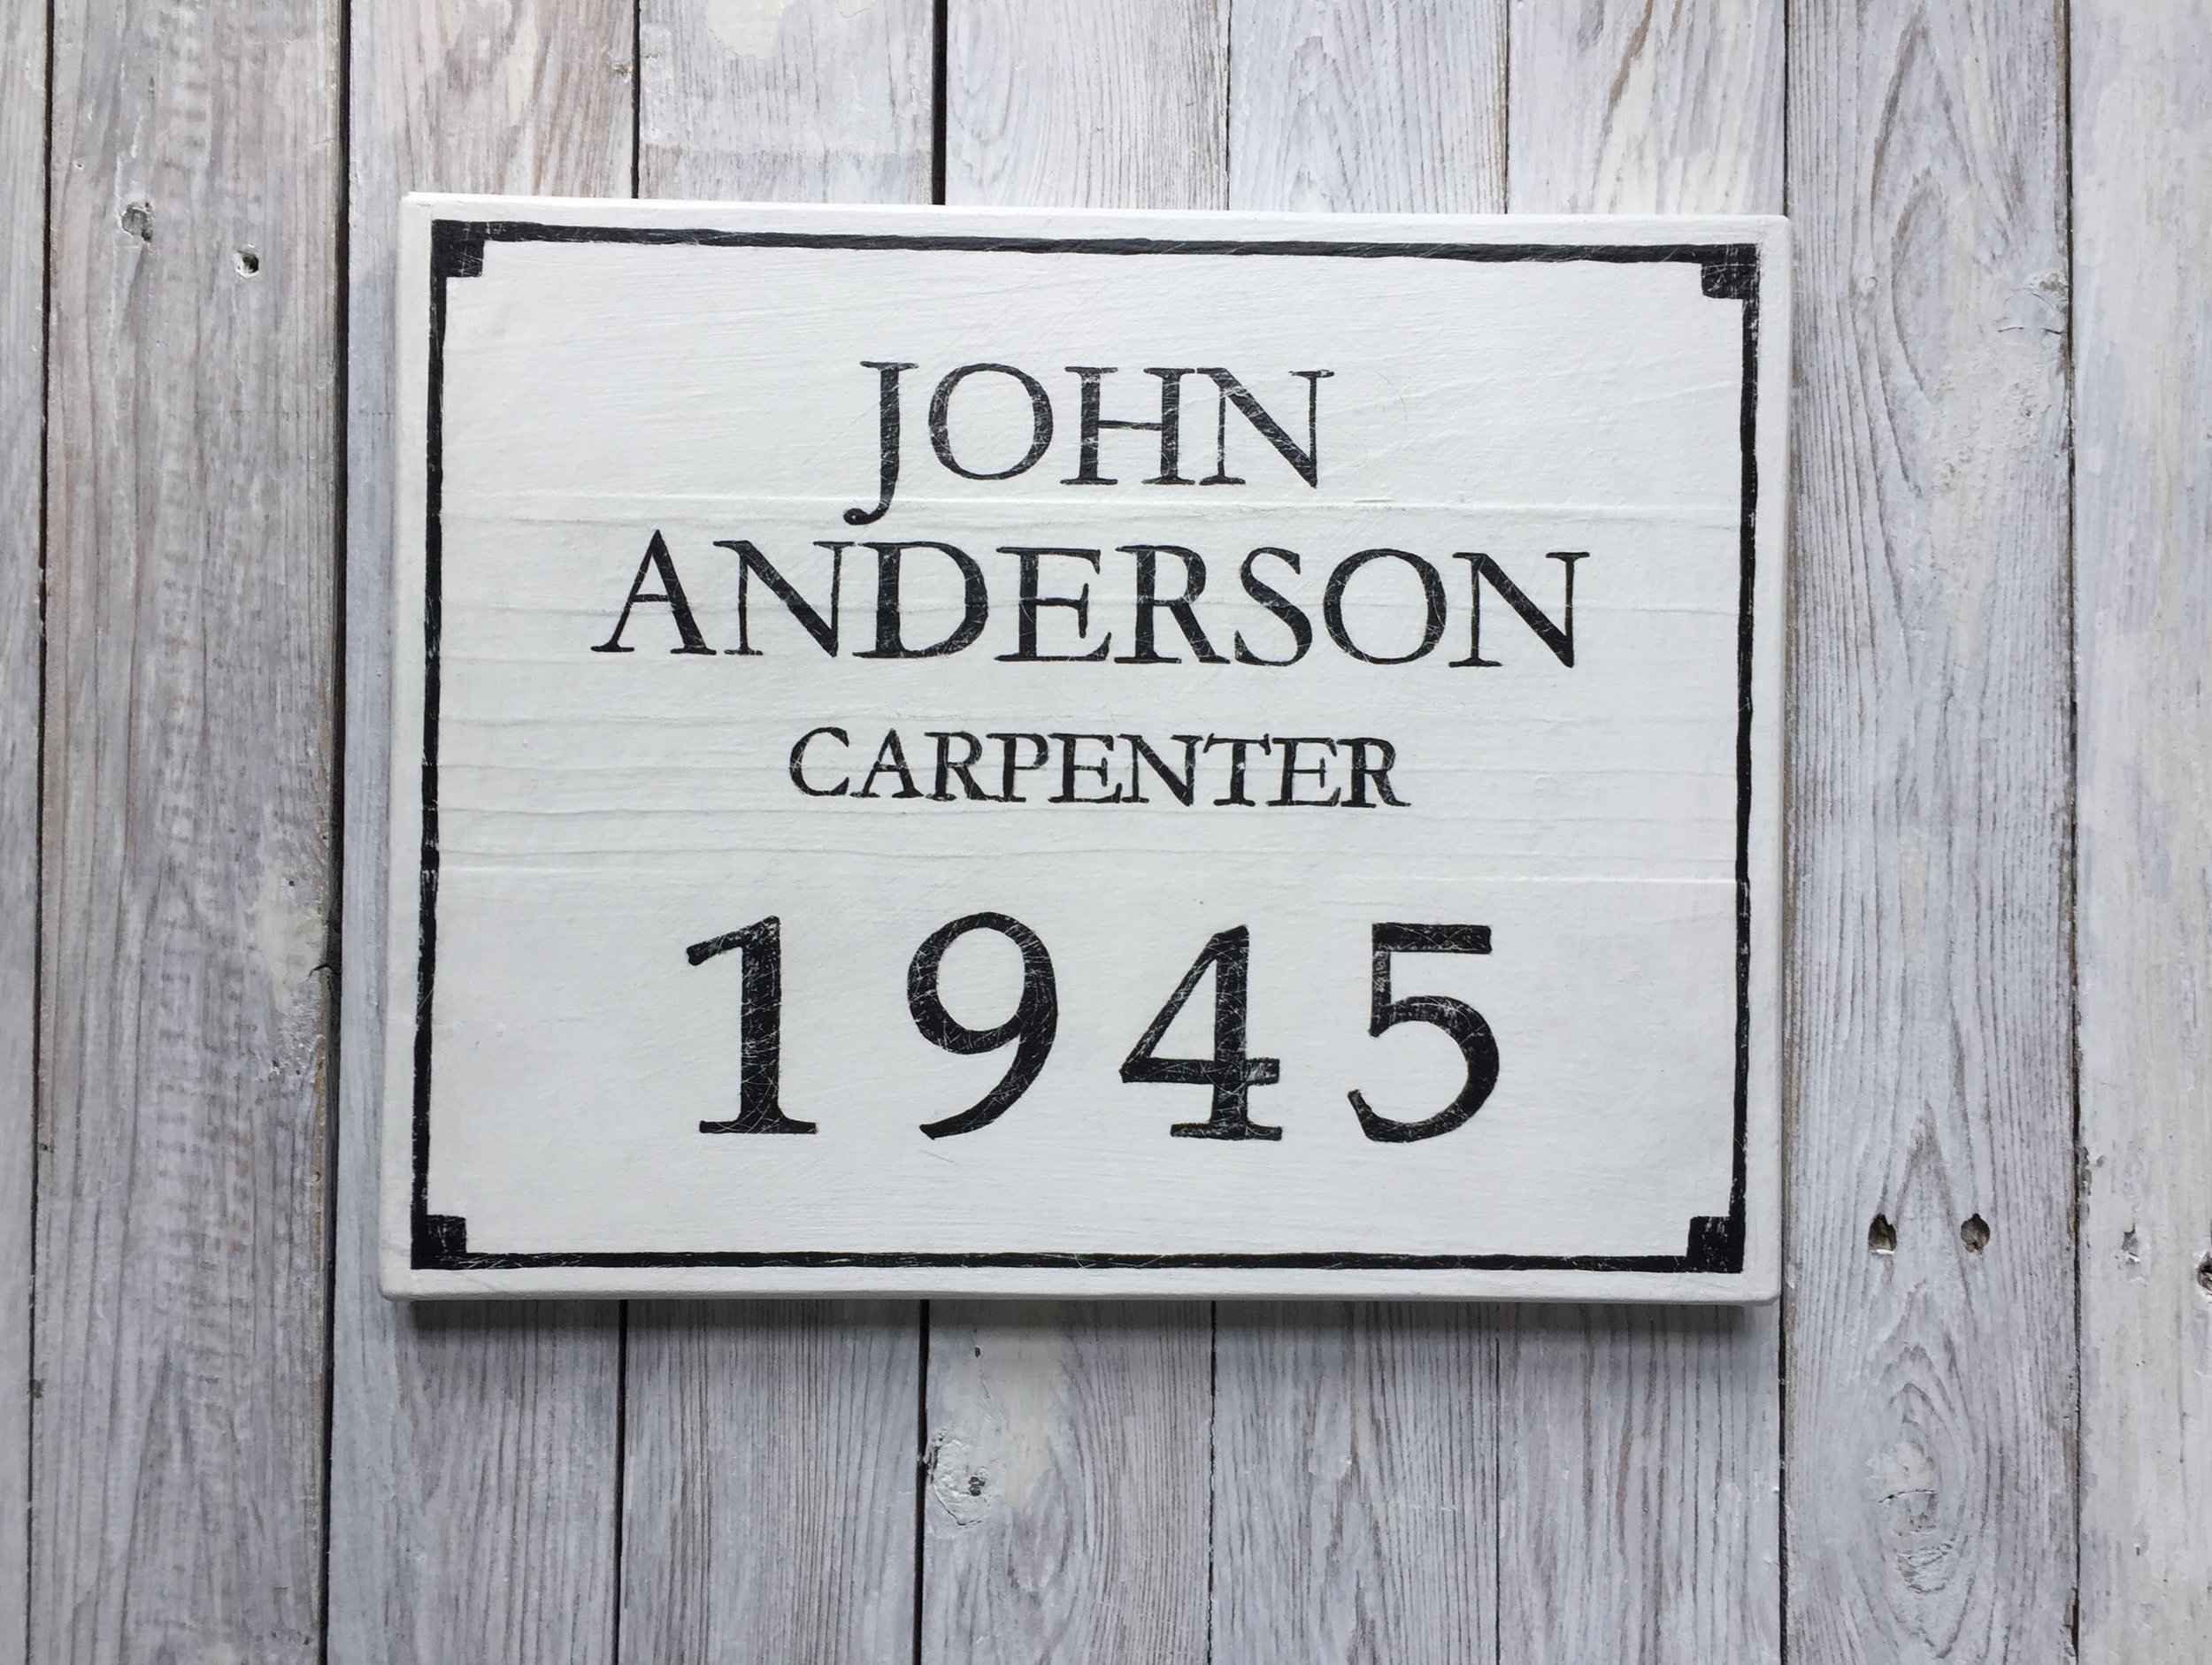 JOHN
ANDERSON
CARPENTER
1945